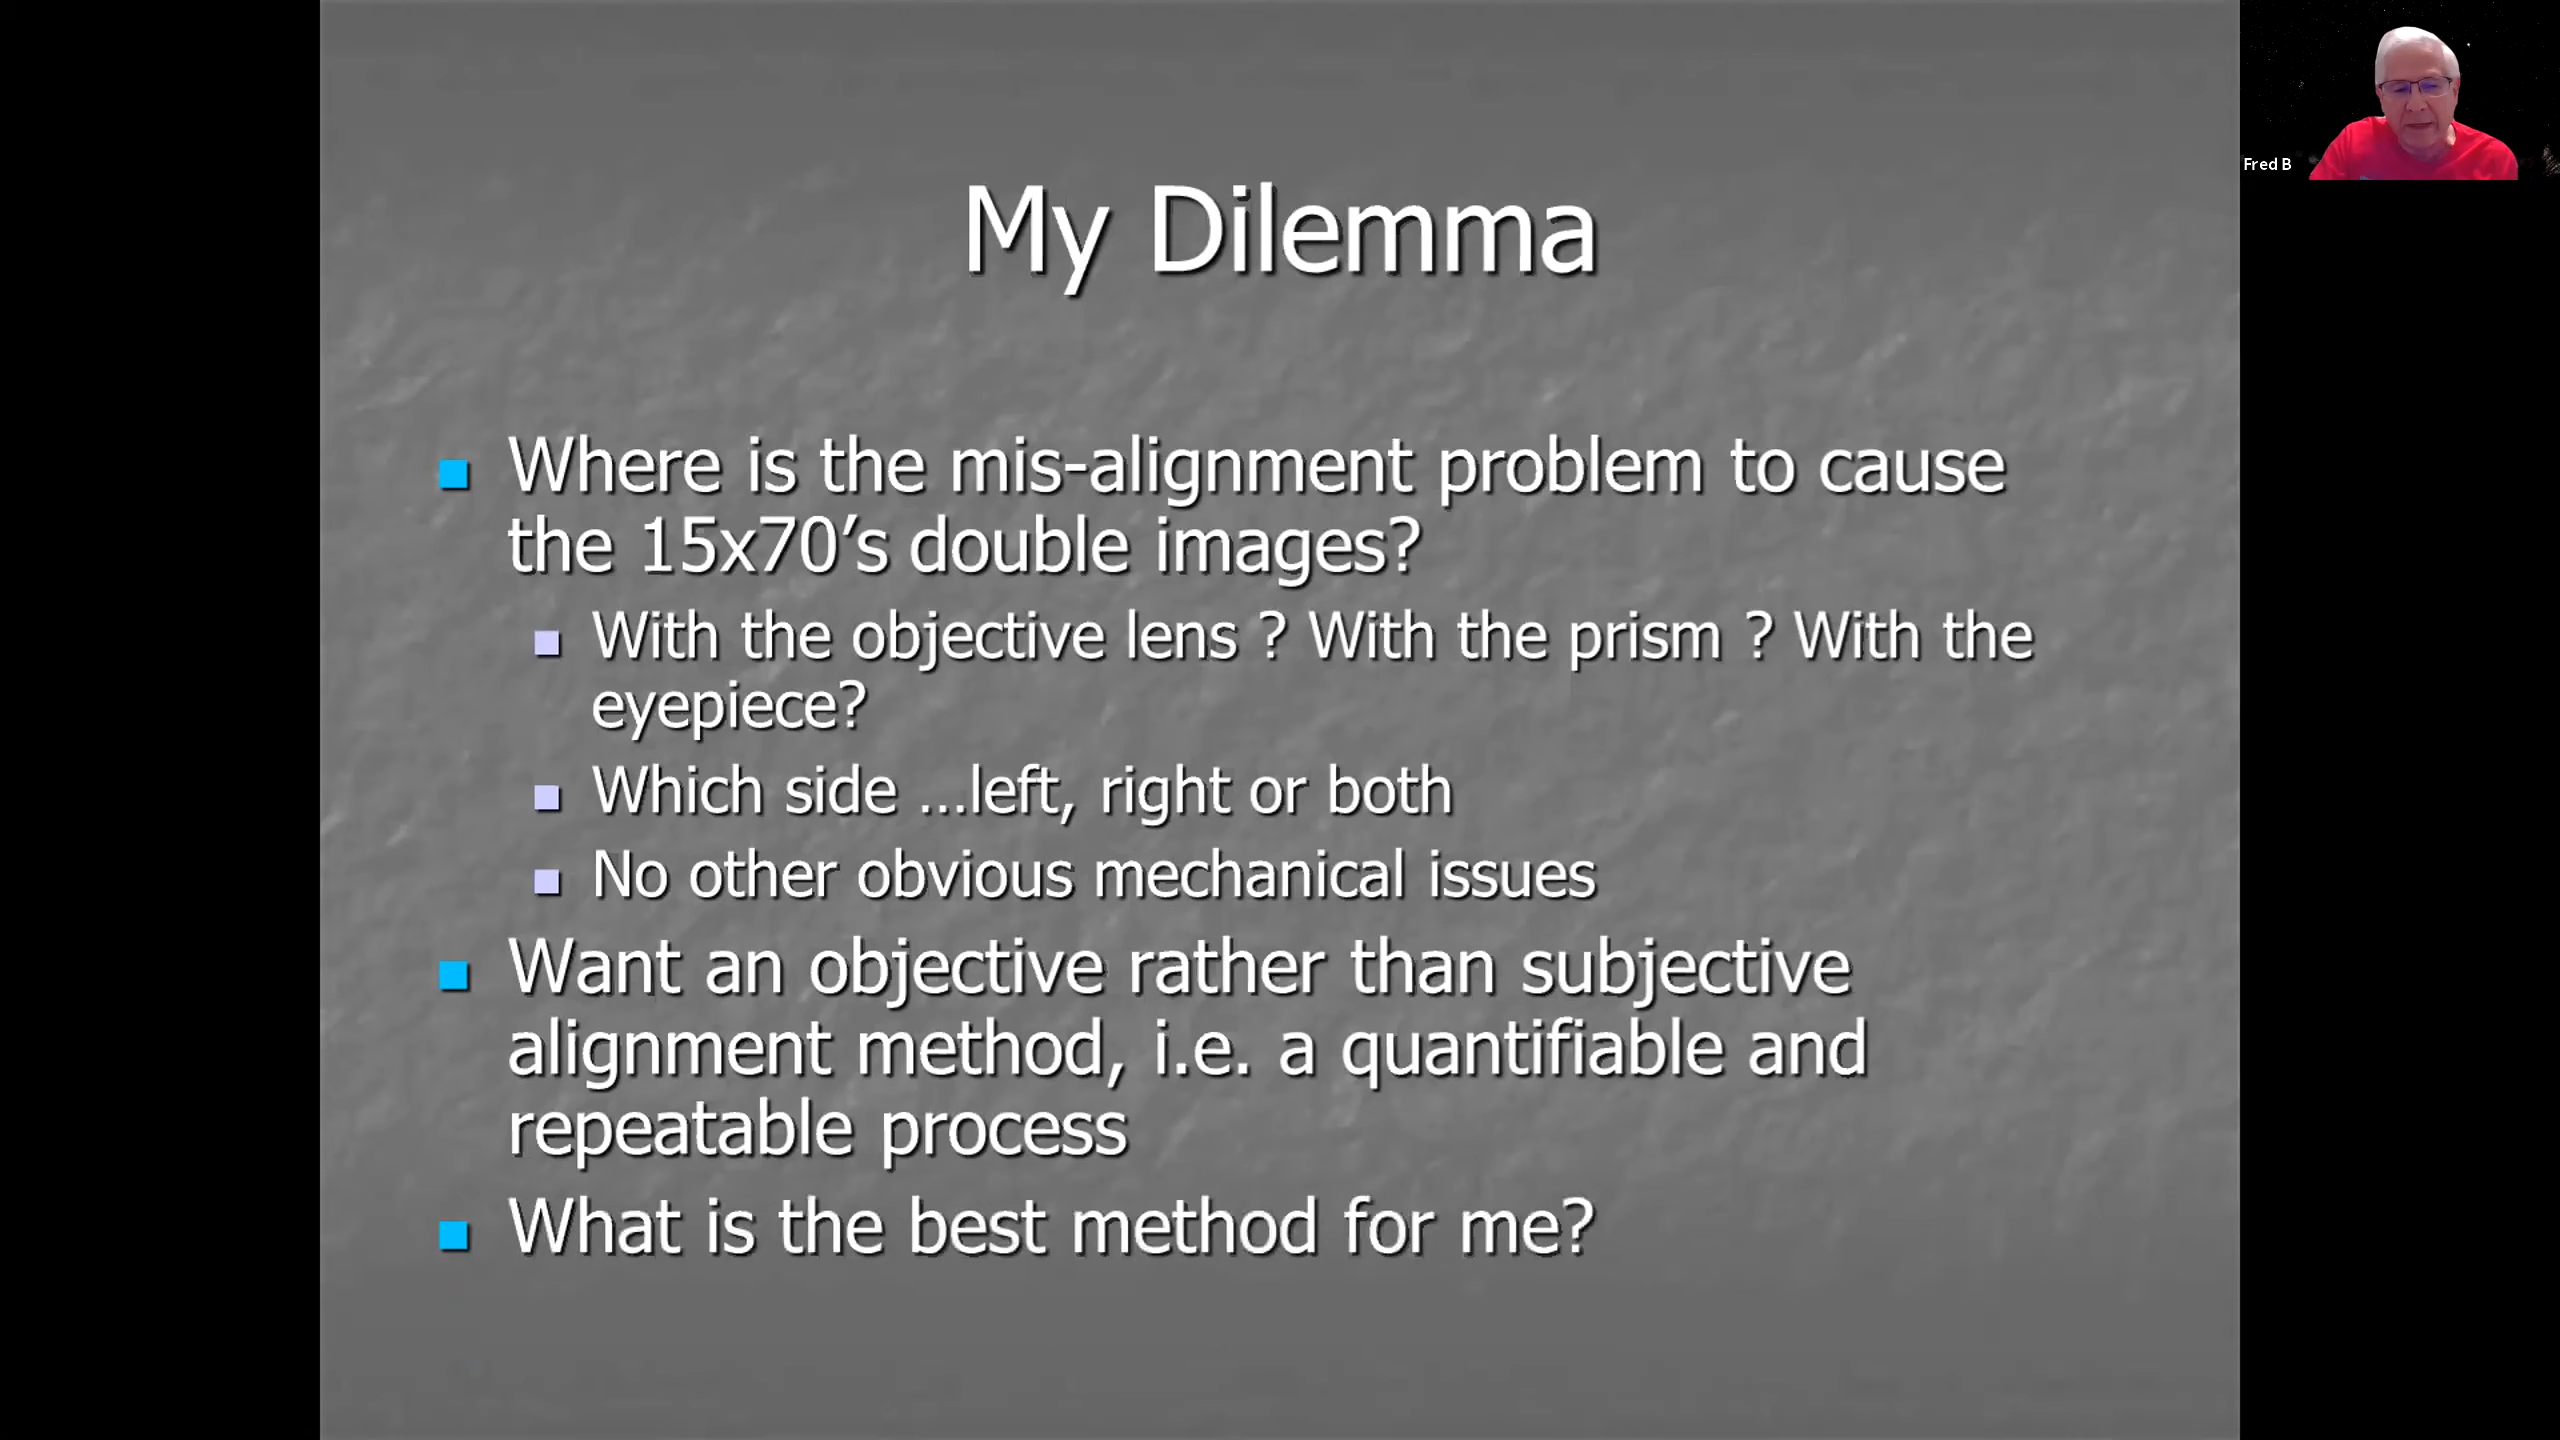 My Dilemma
Where is the mis-alignment problem to cause
the 15x70’s double images?
With the objective lens ? With the prism ? With the
eyepiece?
Which side …left, right or both
No other obvious mechanical issues
Want an objective rather than subjective
alignment method, i.e. a quantifiable and
repeatable process
What is the best method for me?
Fred B